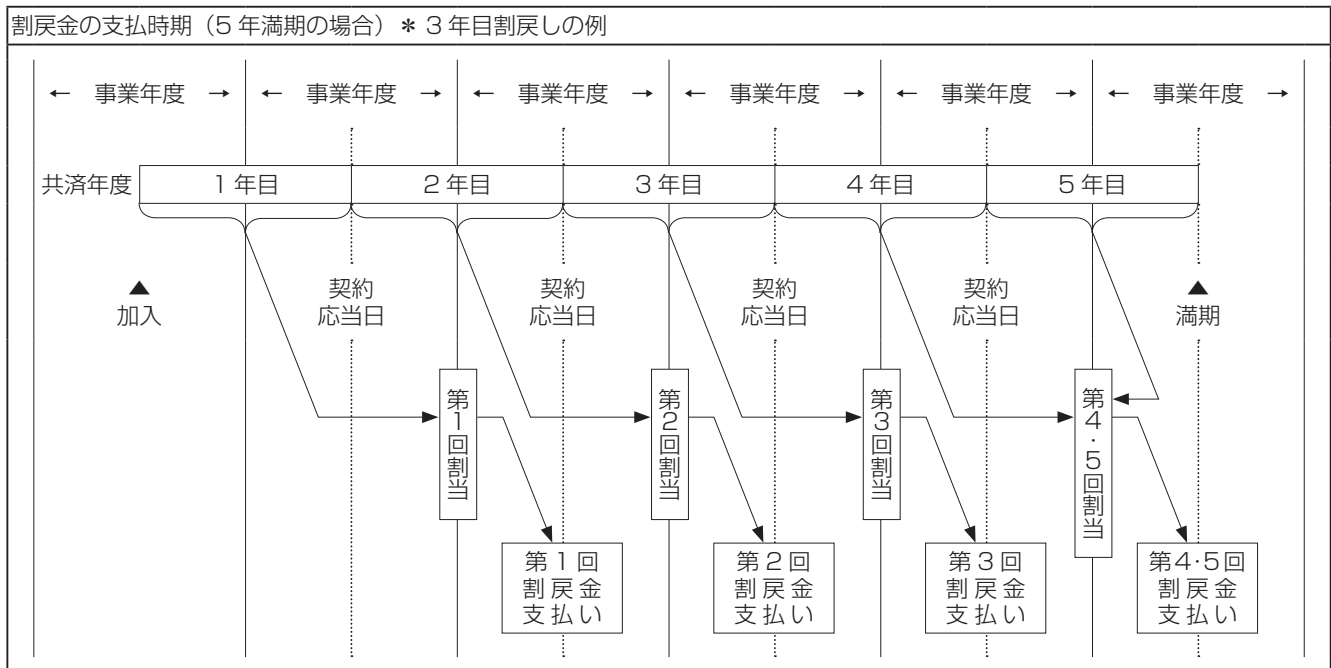 割戻金の支払時期（５年満期の場合）＊３年目割戻しの例
← 事業年度 → ← 事業年度 → ← 事業年度 → ← 事業年度 → ← 事業年度 → ← 事業年度 →
共済年度 １年目 ２年目 ３年目 ４年目 ５年目
▲ 契約 契約 契約 契約 ▲
加入 応当日 応当日 応当日 応当日 満期
第１回割当
第２回割当
第３回割当
第４・５回割当
第１回
割戻金
支払い
第２回
割戻金
支払い
第３回
割戻金
支払い
第４･５回
割戻金
支払い